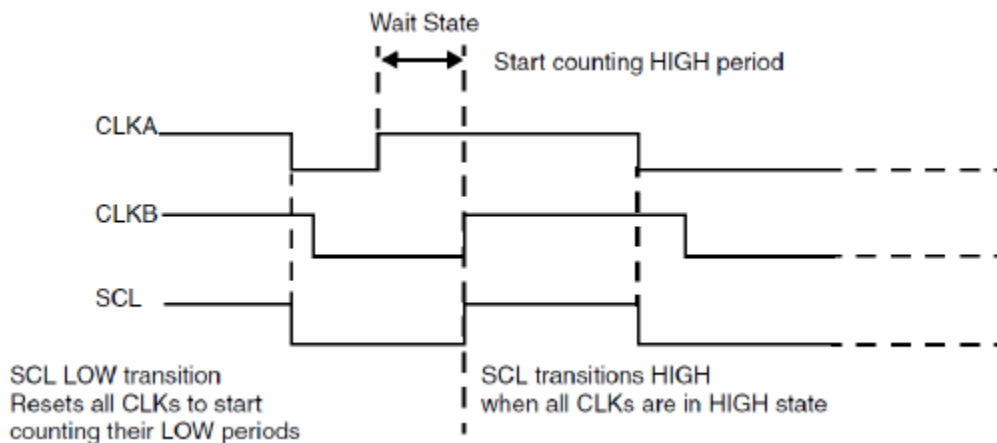 Wait State
Start counting HIGH period
CLKA
CLKB
SCL
SCL LOW transition
Resets all CLKs to start
counting their LOW periods
SCL transitions HIGH
when all CLKs are in HIGH state